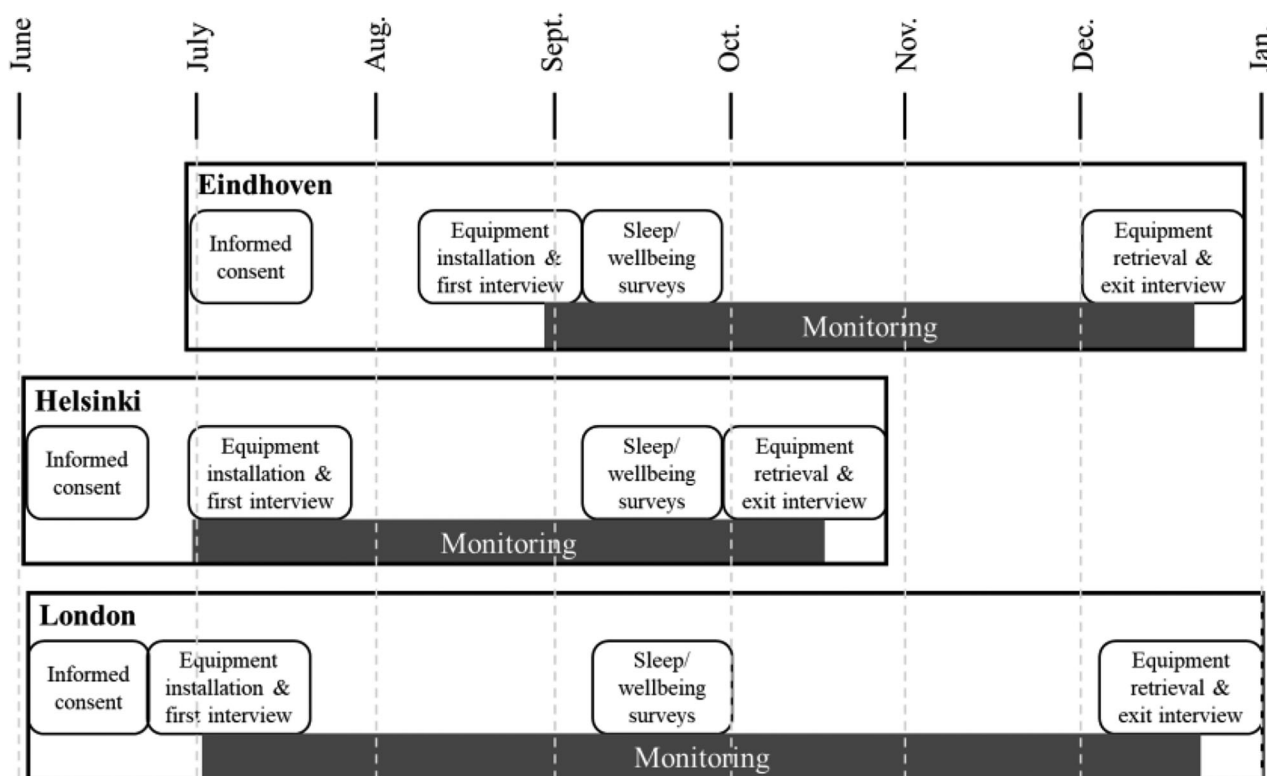 June
July
Aug.
Sept.
Oct.
Nov.
Dec.
Jan.
Eindhoven
Informed
consent
Equipment
installation &
first interview
Sleep/
wellbeing
surveys
Equipment
retrieval &
exit interview
Monitoring
Helsinki
Informed
consent
Equipment
installation &
first interview
Sleep/
wellbeing
surveys
Equipment
retrieval &
exit interview
Monitoring
London
Informed
consent
Equipment
installation &
first interview
Sleep/
wellbeing
surveys
Equipment
retrieval &
exit interview
Monitoring